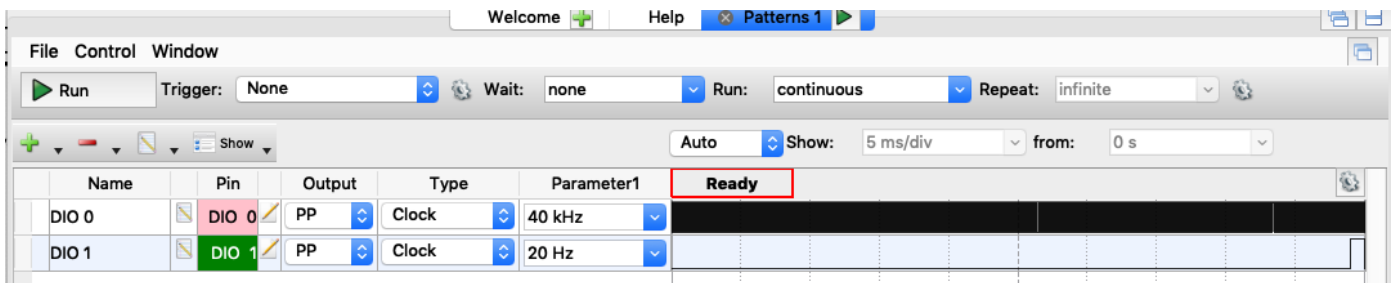 Welcome Help Patterns 1
File Control Window
Run Trigger: None Wait: none Run: continuous Repeat: infinite
Show Auto Show: 5 ms/div from: 0 s
Name Pin Output Type Parameter1 Ready
DIO 0 DIO 0 PP Clock 40 kHz
DIO 1 DIO 1 PP Clock 20 Hz